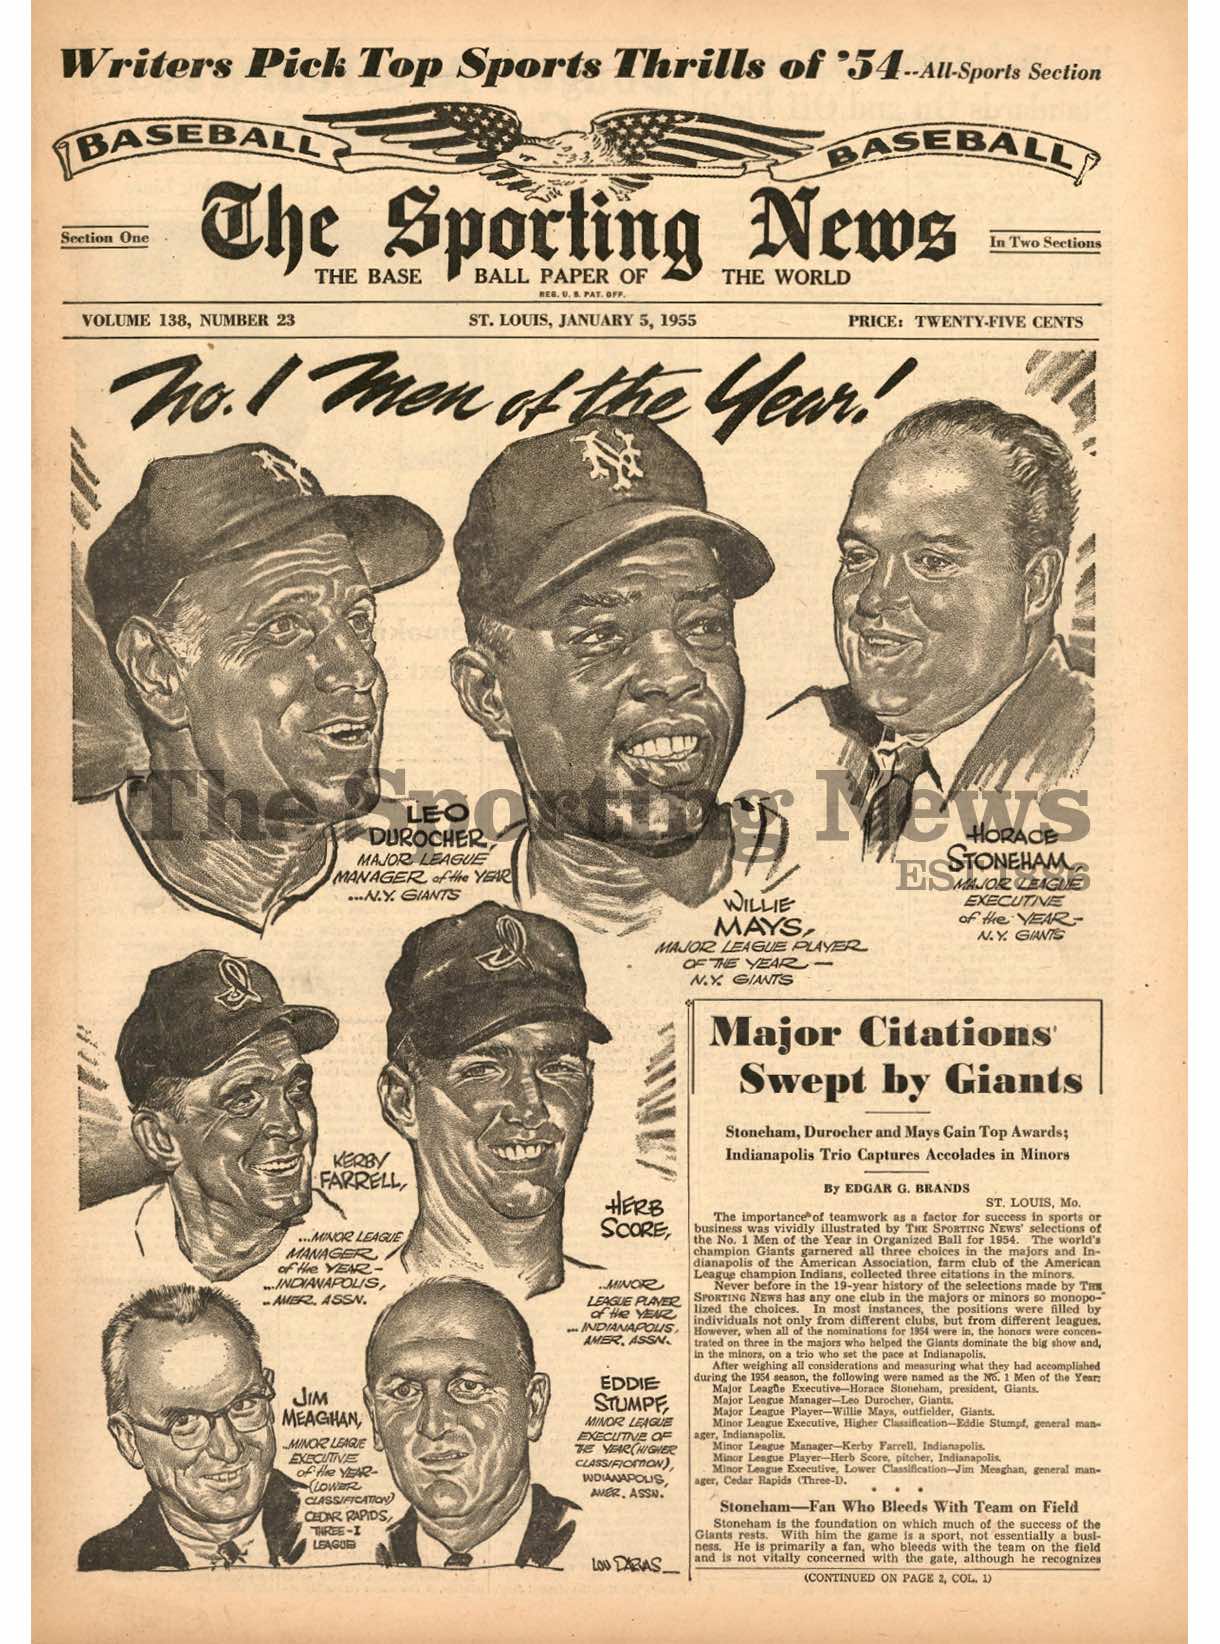 Writers Pick Top Sports Thrills of '54--All-Sports Section
BASEBALL
BASEBALL
Section One
The Sporting News
In Two Sections
THE BASE BALL PAPER OF THE WORLD
REG. U. S. PAT. OFF.
VOLUME 138, NUMBER 23
ST. LOUIS, JANUARY 5, 1955
PRICE: TWENTY-FIVE CENTS
No. 1 Men of the Year!
NY
NY
The Sporting News
EST. 1886
LEO
DUROCHER,
MAJOR LEAGUE
MANAGER of the YEAR
...N.Y. GIANTS
WILLIE
MAYS,
MAJOR LEAGUE PLAYER
OF THE YEAR—
N.Y. GIANTS
HORACE
STONEHAM,
MAJOR LEAGUE
EXECUTIVE
of the YEAR—
N.Y. GIANTS
KERBY
FARRELL,
...MINOR LEAGUE
MANAGER
of the YEAR—
...INDIANAPOLIS,
..AMER. ASSN.
HERB
SCORE,
..MINOR
LEAGUE PLAYER
of the YEAR
...INDIANAPOLIS,
AMER. ASSN.
JIM
MEAGHAN,
...MINOR LEAGUE
EXECUTIVE
of the YEAR—
(LOWER
CLASSIFICATION)
CEDAR RAPIDS,
THREE-I
LEAGUE
EDDIE
STUMPF,
MINOR LEAGUE
EXECUTIVE OF
THE YEAR (HIGHER
CLASSIFICATION),
INDIANAPOLIS,
AMER. ASSN.
LOU DARVAS
Major Citations
Swept by Giants
Stoneham, Durocher and Mays Gain Top Awards;
Indianapolis Trio Captures Accolades in Minors
By EDGAR G. BRANDS
ST. LOUIS, Mo.
The importance of teamwork as a factor for success in sports or
business was vividly illustrated by THE SPORTING NEWS' selections of
the No. 1 Men of the Year in Organized Ball for 1954. The world's
champion Giants garnered all three choices in the majors and In-
dianapolis of the American Association, farm club of the American
League champion Indians, collected three citations in the minors.
Never before in the 19-year history of the selections made by THE
SPORTING NEWS has any one club in the majors or minors so monopo-
lized the choices. In most instances, the positions were filled by
individuals not only from different clubs, but from different leagues.
However, when all of the nominations for 1954 were in, the honors were concen-
trated on three in the majors who helped the Giants dominate the big show and,
in the minors, on a trio who set the pace at Indianapolis.
After weighing all considerations and measuring what they had accomplished
during the 1954 season, the following were named as the No. 1 Men of the Year:
Major League Executive—Horace Stoneham, president, Giants.
Major League Manager—Leo Durocher, Giants.
Major League Player—Willie Mays, outfielder, Giants.
Minor League Executive, Higher Classification—Eddie Stumpf, general man-
ager, Indianapolis.
Minor League Manager—Kerby Farrell, Indianapolis.
Minor League Player—Herb Score, pitcher, Indianapolis.
Minor League Executive, Lower Classification—Jim Meaghan, general man-
ager, Cedar Rapids (Three-I).
* * *
Stoneham—Fan Who Bleeds With Team on Field
Stoneham is the foundation on which much of the success of the
Giants rests. With him the game is a sport, not essentially a busi-
ness. He is primarily a fan, who bleeds with the team on the field
and is not vitally concerned with the gate, although he recognizes
(CONTINUED ON PAGE 2, COL. 1)